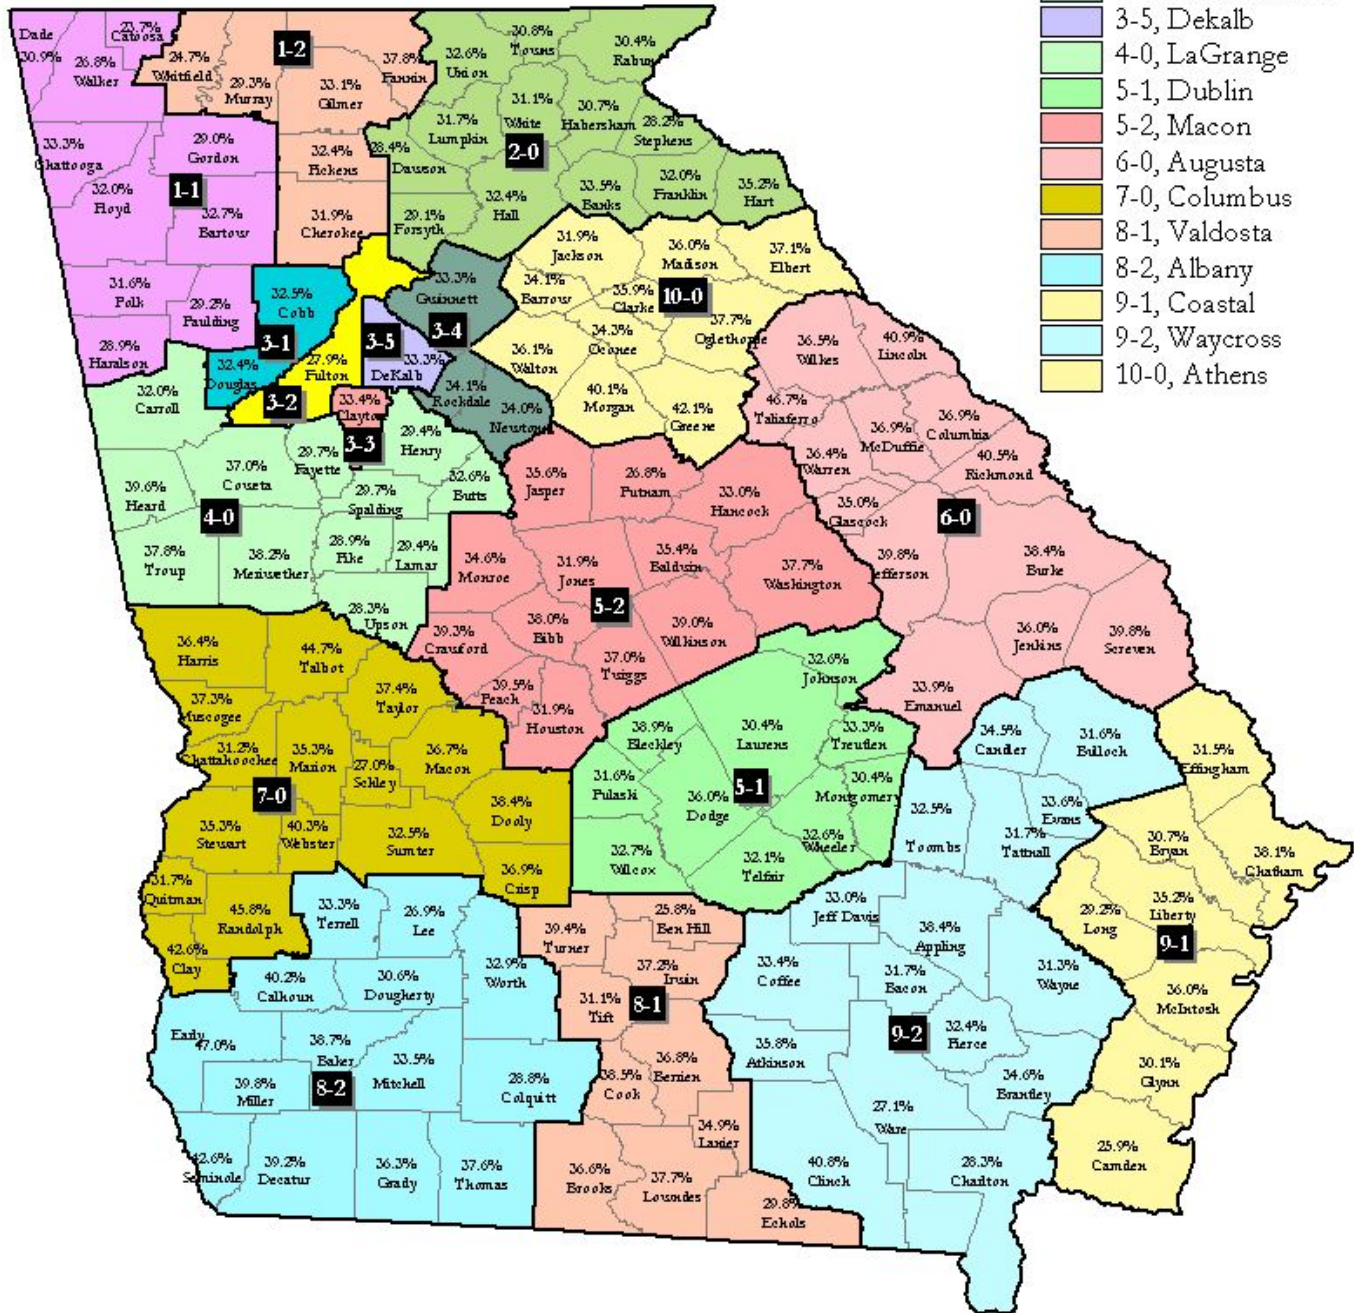 3-5, Dekalb
4-0, LaGrange
5-1, Dublin
5-2, Macon
6-0, Augusta
7-0, Columbus
8-1, Valdosta
8-2, Albany
9-1, Coastal
9-2, Waycross
10-0, Athens
Dade
30.9%
23.7%
Catoosa
26.8%
Walker
24.7%
Whitfield
29.3%
Murray
1-2
33.1%
Gilmer
37.8%
Fannin
32.6%
Union
30.8%
Towns
30.4%
Rabun
31.7%
Lumpkin
31.1%
White
30.7%
Habersham
28.2%
Stephens
2-0
33.3%
Chattooga
29.0%
Gordon
32.4%
Pickens
28.4%
Dawson
32.0%
Floyd
1-1
32.7%
Bartow
31.9%
Cherokee
29.1%
Forsyth
32.4%
Hall
33.5%
Banks
32.0%
Franklin
35.2%
Hart
31.6%
Polk
29.2%
Paulding
32.5%
Cobb
3-1
33.3%
Gwinnett
3-4
31.9%
Jackson
36.0%
Madison
37.1%
Elbert
34.1%
Barrow
35.9%
Clarke
10-0
28.9%
Haralson
32.4%
Douglas
27.9%
Fulton
3-5
33.3%
DeKalb
36.1%
Walton
34.3%
Oconee
37.7%
Oglethorpe
36.5%
Wilkes
40.9%
Lincoln
32.0%
Carroll
3-2
33.4%
Clayton
3-3
34.1%
Rockdale
34.0%
Newton
40.1%
Morgan
42.1%
Greene
46.7%
Taliaferro
36.9%
McDuffie
36.9%
Columbia
29.7%
Fayette
29.4%
Henry
37.0%
Coweta
39.6%
Heard
4-0
29.7%
Spalding
32.6%
Butts
35.6%
Jasper
26.8%
Putnam
33.0%
Hancock
36.4%
Warren
40.5%
Richmond
35.0%
Glascock
6-0
37.8%
Troup
38.2%
Meriwether
28.9%
Pike
29.4%
Lamar
34.6%
Monroe
31.9%
Jones
35.4%
Baldwin
37.7%
Washington
39.8%
Jefferson
38.4%
Burke
28.3%
Upson
39.3%
Crawford
38.0%
Bibb
5-2
39.0%
Wilkinson
36.0%
Jenkins
39.8%
Screven
36.4%
Harris
44.7%
Talbot
37.4%
Taylor
39.5%
Peach
31.9%
Houston
37.0%
Twiggs
32.6%
Johnson
33.9%
Emanuel
37.3%
Muscogee
31.2%
Chattahoochee
35.3%
Marion
27.0%
Schley
36.7%
Macon
38.9%
Bleckley
30.4%
Laurens
33.3%
Treutlen
34.5%
Candler
31.6%
Bulloch
31.5%
Effingham
7-0
38.4%
Dooly
31.6%
Pulaski
36.0%
Dodge
5-1
30.4%
Montgomery
32.5%
Toombs
33.6%
Evans
31.7%
Tattnall
35.3%
Stewart
40.3%
Webster
32.5%
Sumter
32.7%
Wilcox
32.1%
Telfair
32.6%
Wheeler
30.7%
Bryan
38.1%
Chatham
31.7%
Quitman
45.8%
Randolph
36.9%
Crisp
33.3%
Terrell
26.9%
Lee
39.4%
Turner
25.8%
Ben Hill
33.0%
Jeff Davis
38.4%
Appling
29.2%
Long
35.2%
Liberty
9-1
42.6%
Clay
40.2%
Calhoun
30.6%
Dougherty
32.9%
Worth
37.2%
Irwin
31.1%
Tift
8-1
33.4%
Coffee
31.7%
Bacon
31.3%
Wayne
36.0%
McIntosh
Early
47.0%
38.7%
Baker
33.5%
Mitchell
8-2
39.8%
Miller
28.8%
Colquitt
38.5%
Cook
36.8%
Berrien
35.8%
Atkinson
9-2
32.4%
Pierce
34.6%
Brantley
30.1%
Glynn
27.1%
Ware
34.9%
Lanier
42.6%
Seminole
39.2%
Decatur
36.3%
Grady
37.6%
Thomas
36.6%
Brooks
37.7%
Lowndes
29.8%
Echols
40.8%
Clinch
28.3%
Charlton
25.9%
Camden